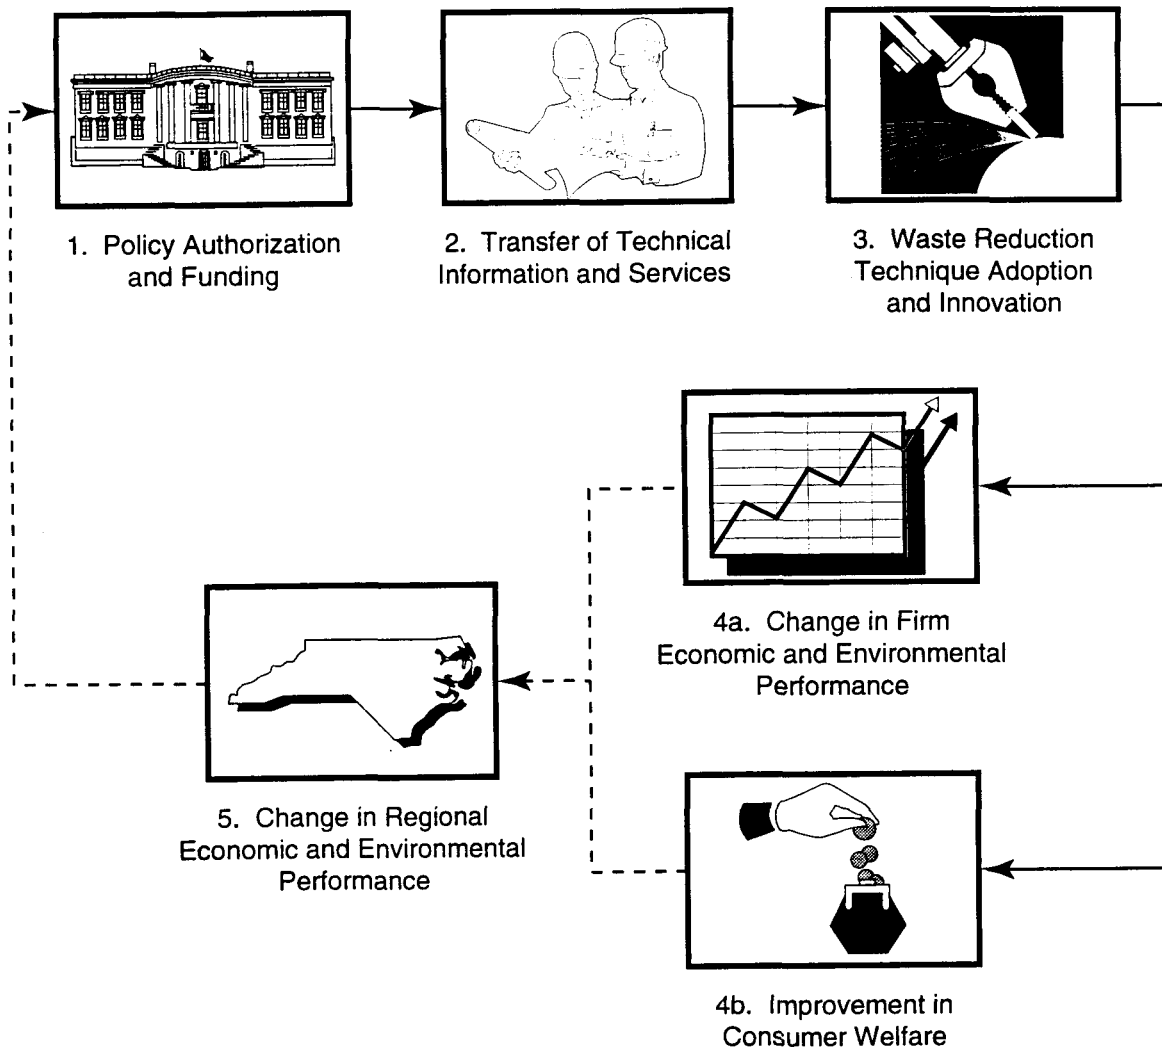 1. Policy Authorization
and Funding
2. Transfer of Technical
Information and Services
3. Waste Reduction
Technique Adoption
and Innovation
4a. Change in Firm
Economic and Environmental
Performance
5. Change in Regional
Economic and Environmental
Performance
4b. Improvement in
Consumer Welfare